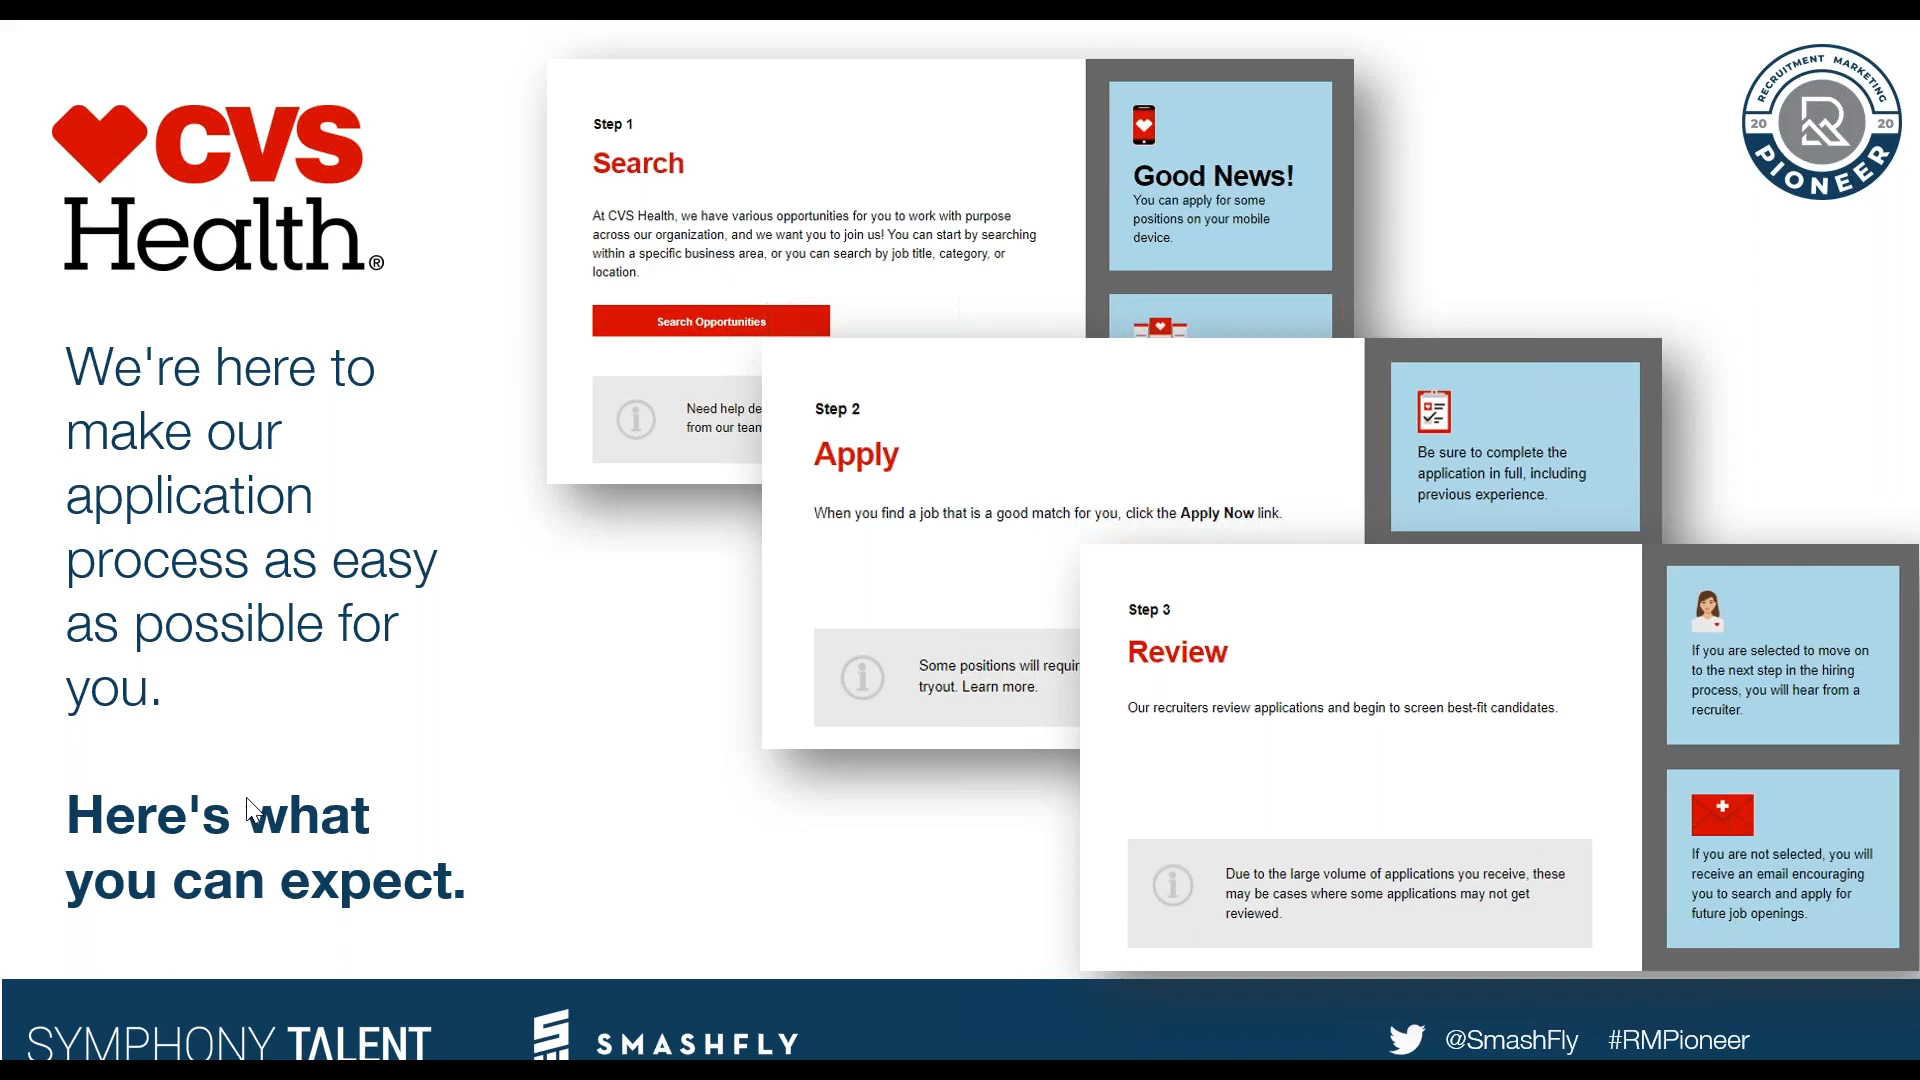 CVS
Health®
We're here to
make our
application
process as easy
as possible for
you.
Here's what
you can expect.
Step 1
Search
At CVS Health, we have various opportunities for you to work with purpose
across our organization, and we want you to join us! You can start by searching
within a specific business area, or you can search by job title, category, or
location.
Search Opportunities
Need help de
from our team
Good News!
You can apply for some
positions on your mobile
device.
Step 2
Apply
When you find a job that is a good match for you, click the Apply Now link.
Some positions will requir
tryout. Learn more.
Be sure to complete the
application in full, including
previous experience.
Step 3
Review
Our recruiters review applications and begin to screen best-fit candidates.
Due to the large volume of applications you receive, these
may be cases where some applications may not get
reviewed.
If you are selected to move on
to the next step in the hiring
process, you will hear from a
recruiter.
If you are not selected, you will
receive an email encouraging
you to search and apply for
future job openings.
RECRUITMENT MARKETING
20 20
PIONEER
SYMPHONY TALENT
SMASHFLY
@SmashFly #RMPioneer